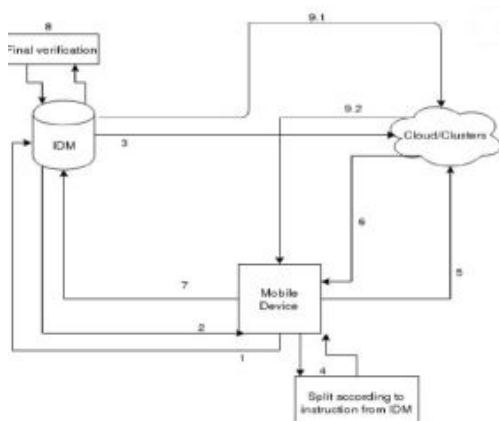 8
Final verification
9.1
9.2
IDM
3
Cloud/Clusters
6
7
5
Mobile
Device
2
1
4
Split according to
instruction from IDM